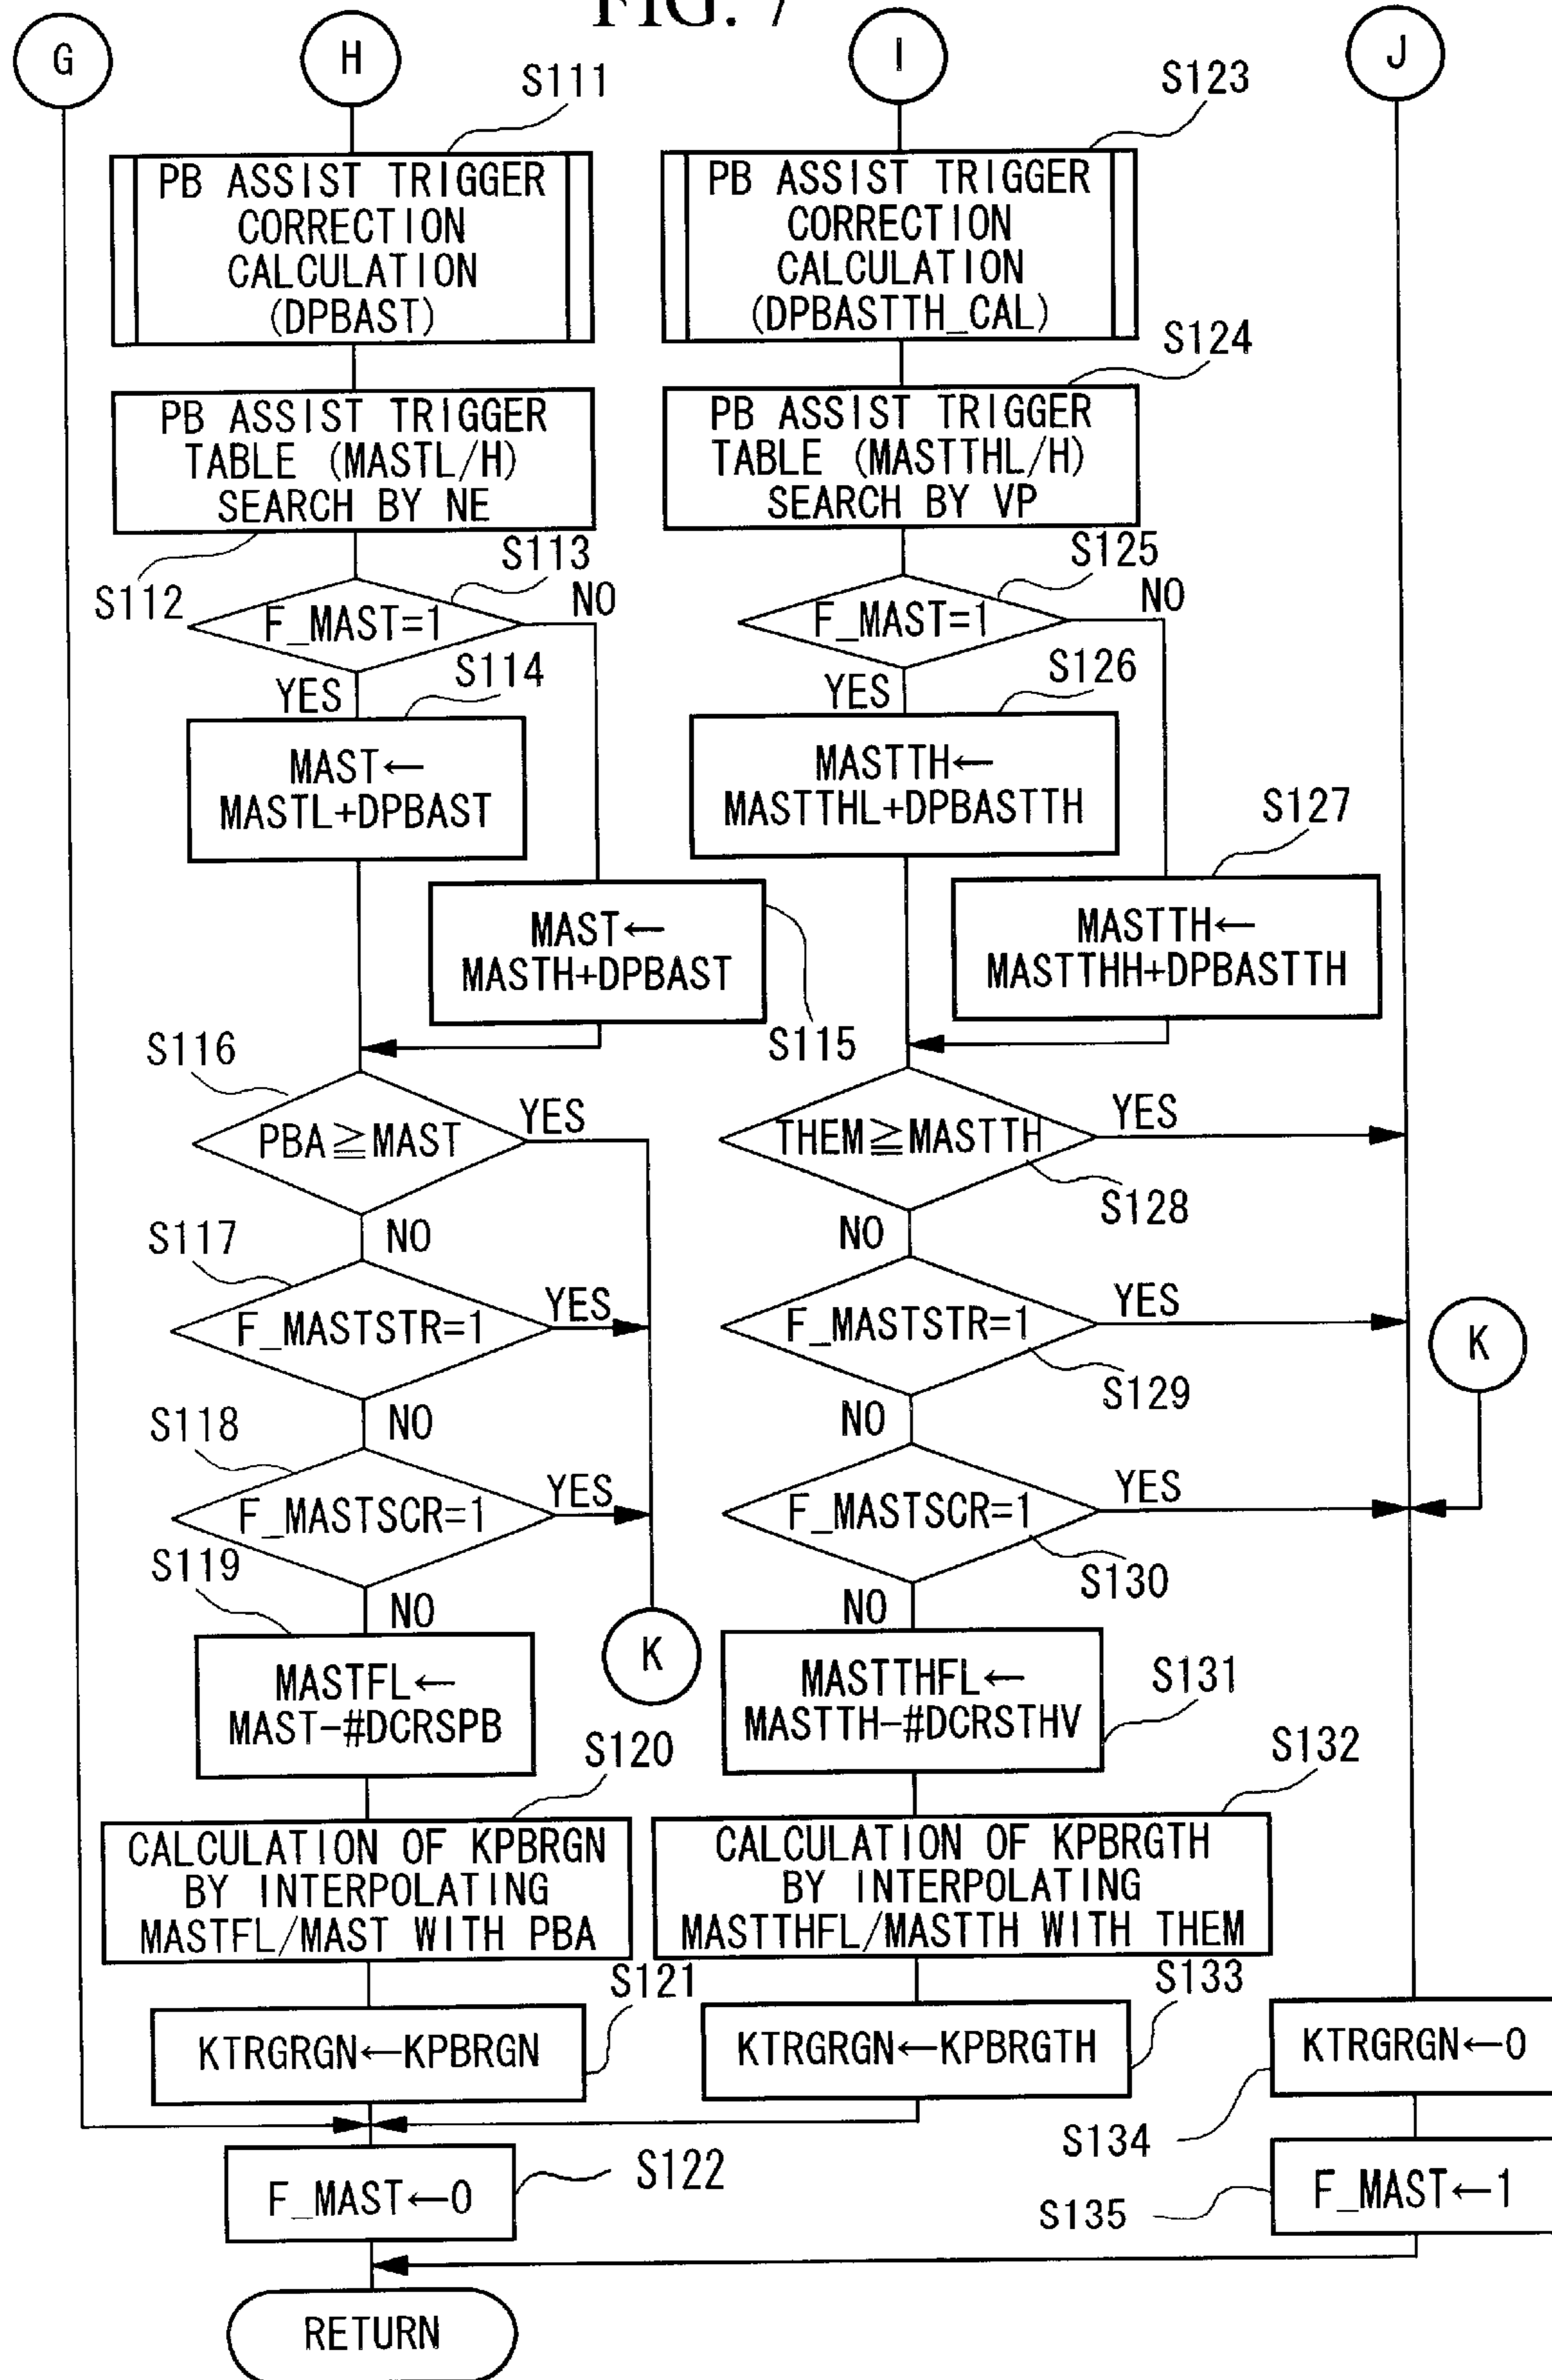 FIG. 7
G
H
I
J
S111
S123
PB ASSIST TRIGGER
CORRECTION
CALCULATION
(DPBAST)
PB ASSIST TRIGGER
CORRECTION
CALCULATION
(DPBASTTH_CAL)
S124
PB ASSIST TRIGGER
TABLE (MASTL/H)
SEARCH BY NE
PB ASSIST TRIGGER
TABLE (MASTTHL/H)
SEARCH BY VP
S112
S113
F_MAST=1
NO
YES
S125
F_MAST=1
NO
YES
S114
MAST←
MASTL+DPBAST
S126
MASTTH←
MASTTHL+DPBASTTH
S127
MAST←
MASTH+DPBAST
S115
MASTTH←
MASTTHH+DPBASTTH
S116
PBA≧MAST
YES
NO
THEM≧MASTTH
YES
S128
NO
S117
F_MASTSTR=1
YES
NO
F_MASTSTR=1
YES
S129
NO
K
S118
F_MASTSCR=1
YES
NO
F_MASTSCR=1
YES
S130
NO
S119
MASTFL←
MAST-#DCRSPB
K
MASTTHFL←
MASTTH-#DCRSTHV
S131
S120
CALCULATION OF KPBRGN
BY INTERPOLATING
MASTFL/MAST WITH PBA
S132
CALCULATION OF KPBRGTH
BY INTERPOLATING
MASTTHFL/MASTTH WITH THEM
S121
KTRGRGN←KPBRGN
S133
KTRGRGN←KPBRGTH
KTRGRGN←0
S134
F_MAST←0
S122
F_MAST←1
S135
RETURN